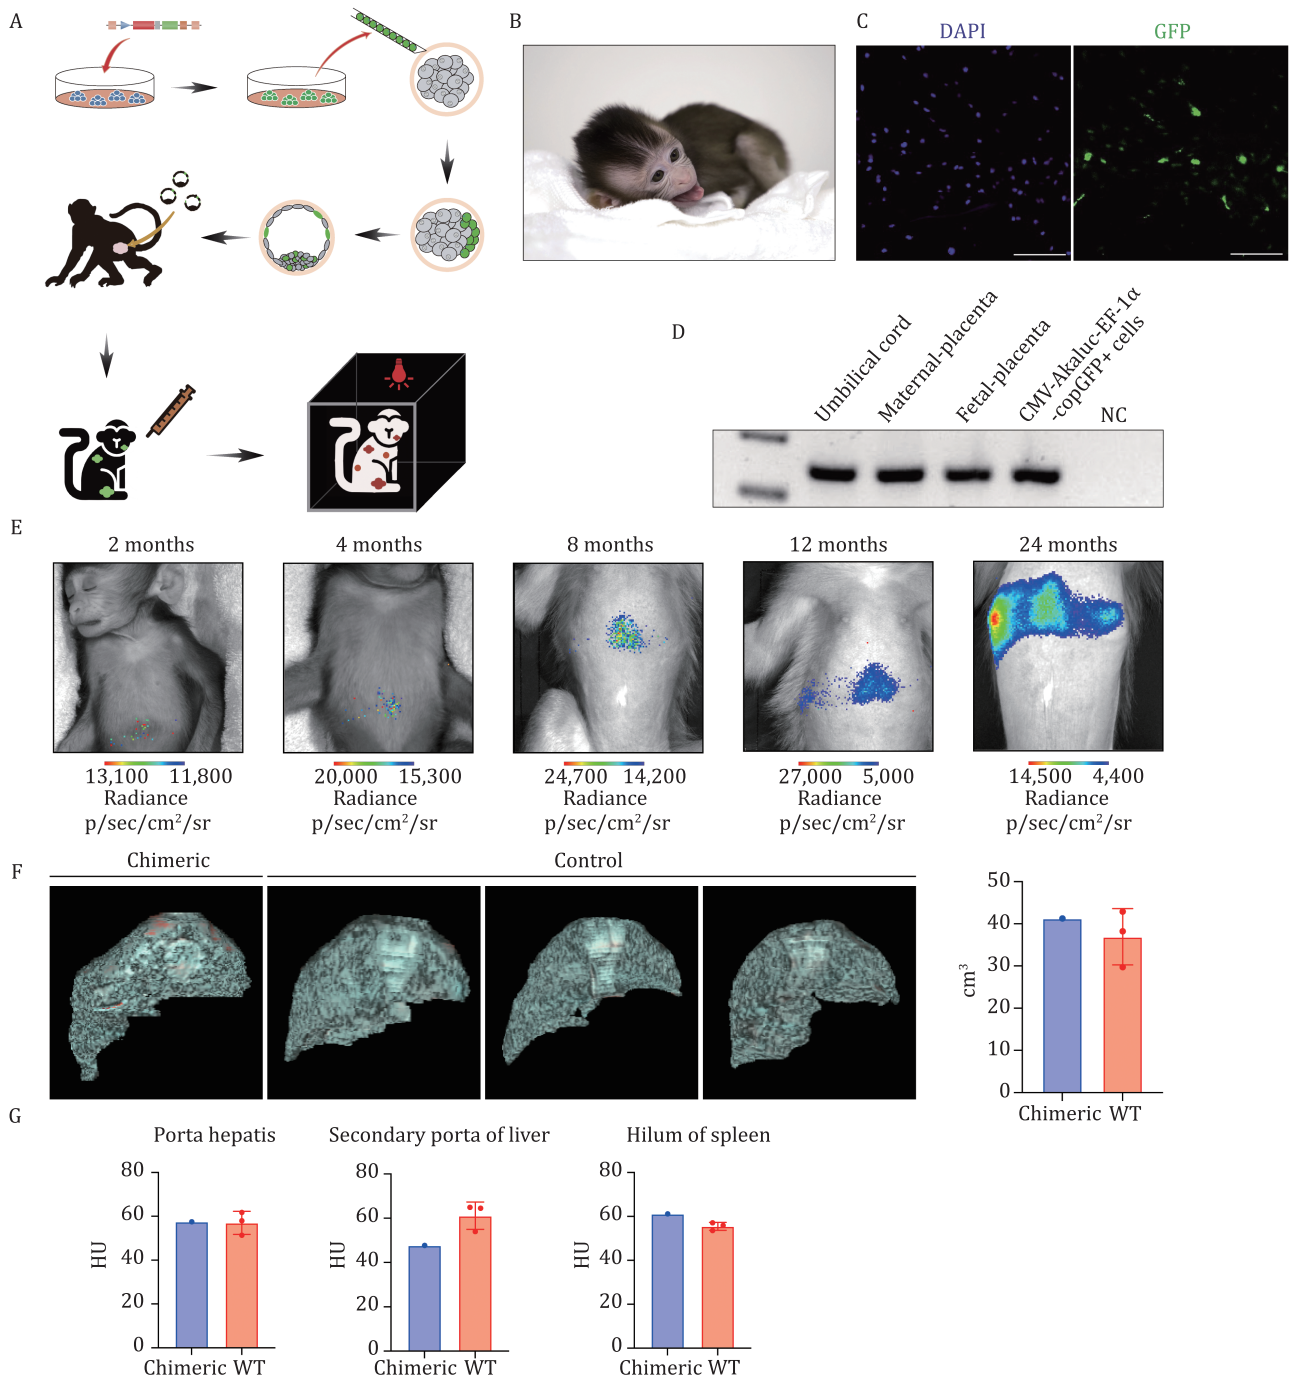 A
B
C
DAPI
GFP
D
Umbilical cord
Maternal-placenta
Fetal-placenta
CMV-Akaluc-EF-1α
-copGFP+ cells
NC
E
2 months
4 months
8 months
12 months
24 months
13,100 11,800
Radiance
p/sec/cm²/sr
20,000 15,300
Radiance
p/sec/cm²/sr
24,700 14,200
Radiance
p/sec/cm²/sr
27,000 5,000
Radiance
p/sec/cm²/sr
14,500 4,400
Radiance
p/sec/cm²/sr
F
Chimeric
Control
50
40
30
20
10
0
cm³
Chimeric WT
G
Porta hepatis
80
60
40
20
0
HU
Chimeric WT
Secondary porta of liver
80
60
40
20
0
HU
Chimeric WT
Hilum of spleen
80
60
40
20
0
HU
Chimeric WT